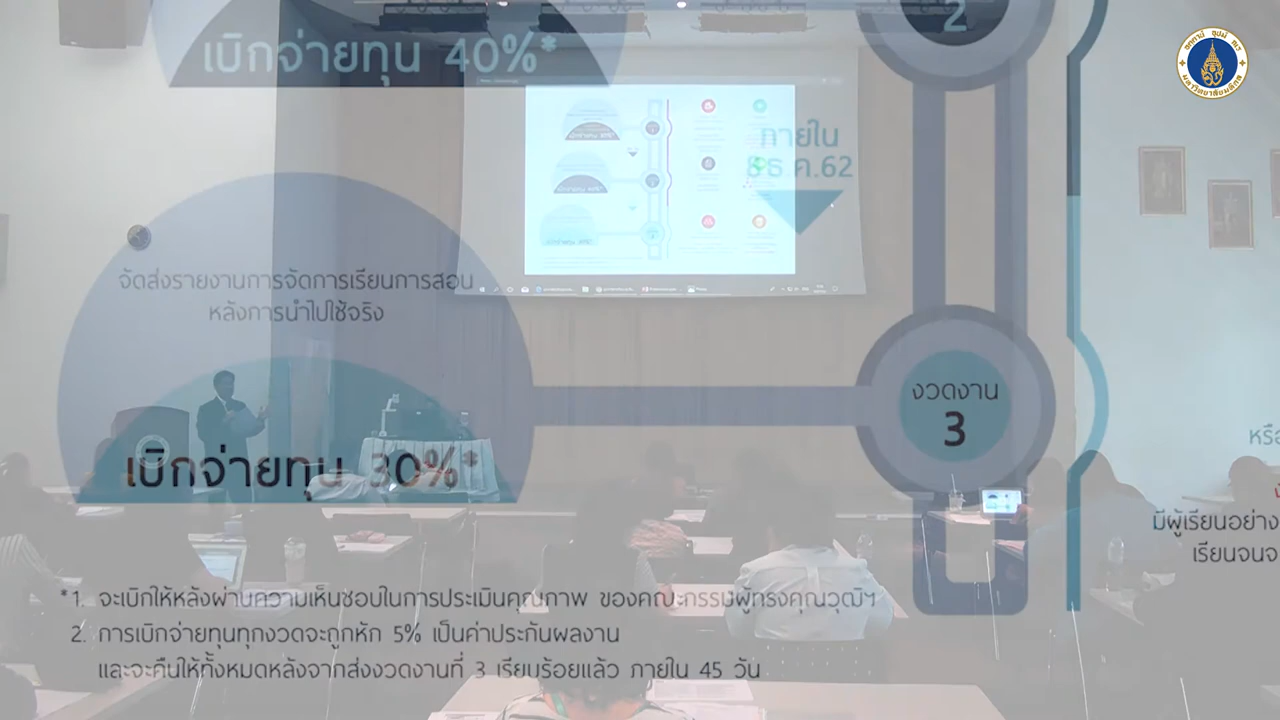 2
เบิกจ่ายทุน 40%*
ภายใน
ธ.ค.62
จัดส่งรายงานการจัดการเรียนการสอน
หลังการนำไปใช้จริง
งวดงาน
3
เบิกจ่ายทุน 30%*
หรือ
มีผู้เรียนอย่าง
เรียนจนจ
*1. จะเบิกให้หลังผ่านความเห็นชอบในการประเมินคุณภาพ ของคณะกรรมผู้ทรงคุณวุฒิฯ
2. การเบิกจ่ายทุนทุกงวดจะถูกหัก 5% เป็นค่าประกันผลงาน
และจะคืนให้ทั้งหมดหลังจากส่งงวดงานที่ 3 เรียบร้อยแล้ว ภายใน 45 วัน